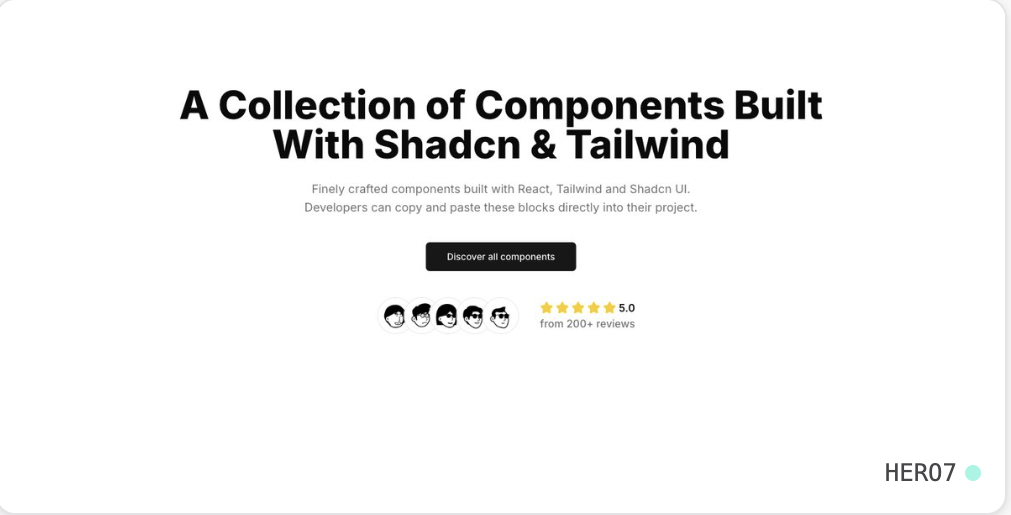 A Collection of Components Built
With Shadcn & Tailwind
Finely crafted components built with React, Tailwind and Shadcn UI.
Developers can copy and paste these blocks directly into their project.
Discover all components
5.0
from 200+ reviews
HERO7